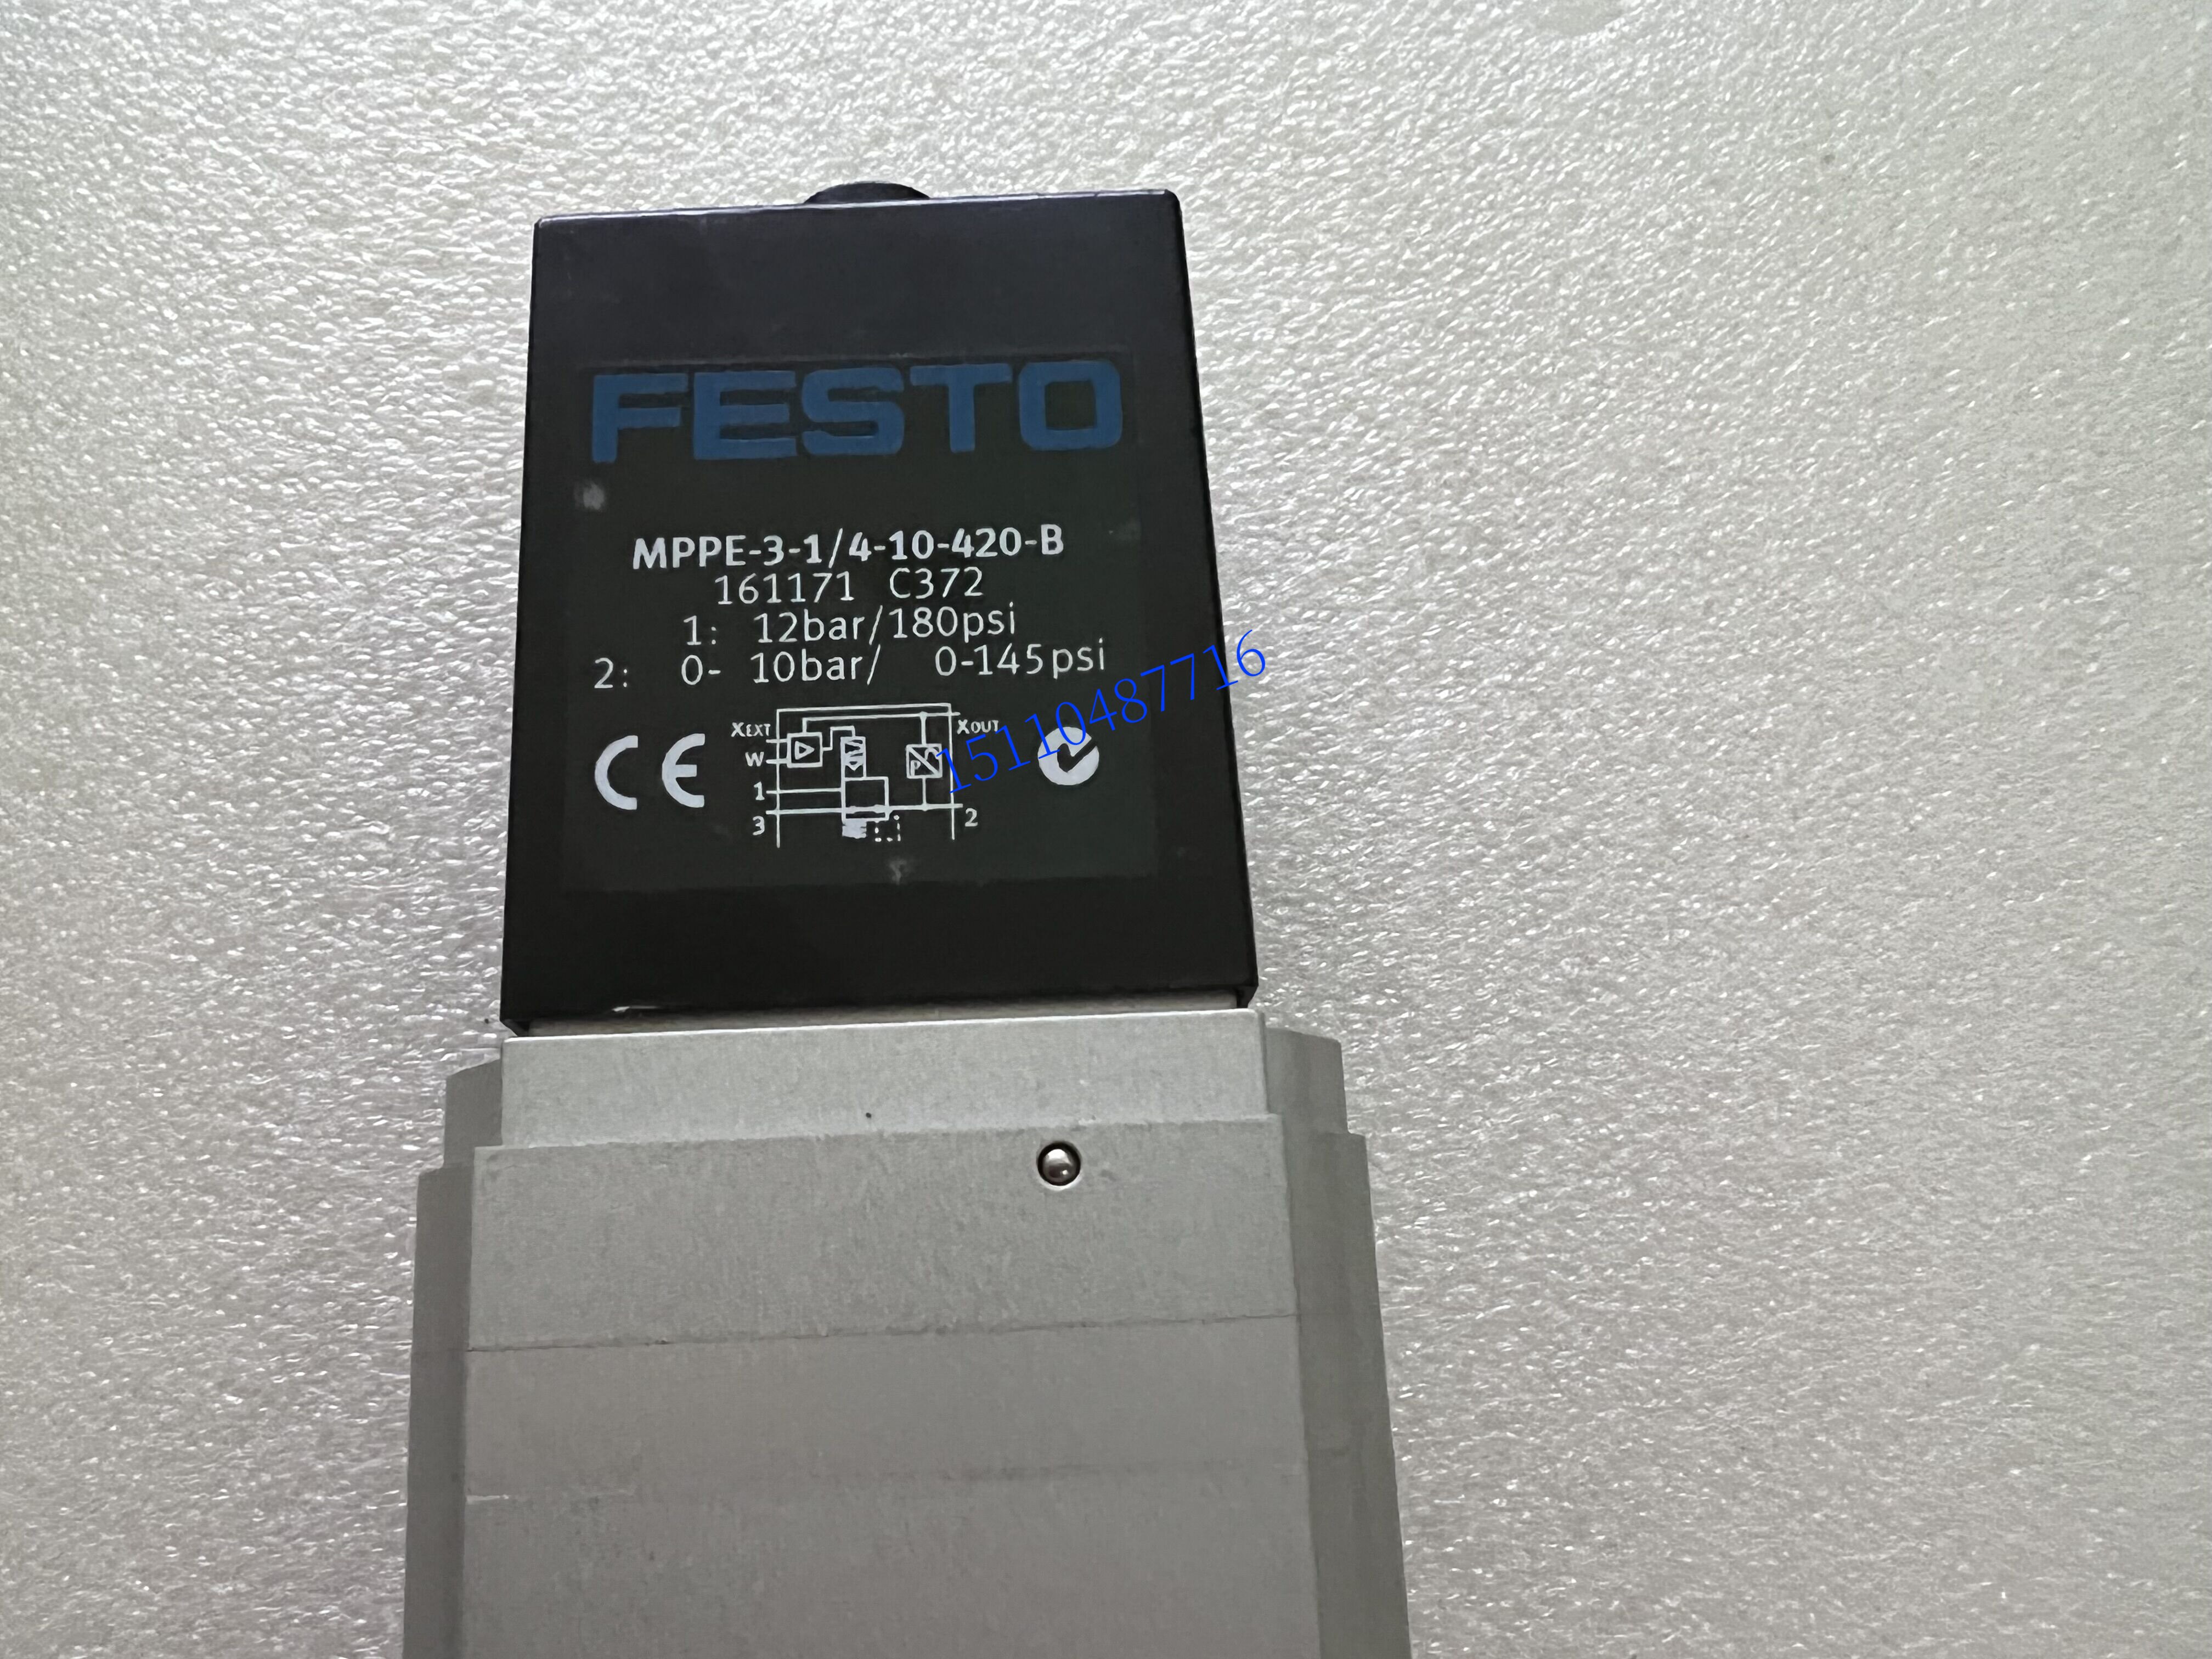 FESTO
MPPE-3-1/4-10-420-B
161171 C372
1: 12bar/180psi
2: 0- 10bar/ 0-145psi
CE
XEXT
XOUT
W
P
1
3
2
15110487716